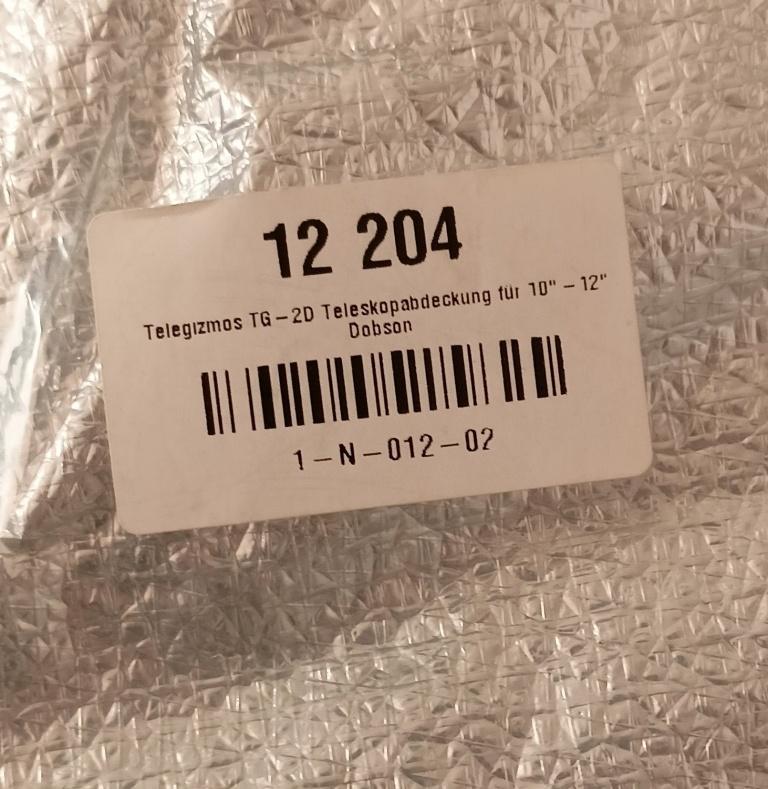 12 204
Telegizmos TG-2D Teleskopabdeckung für 10" - 12"
Dobson
1-N-012-02